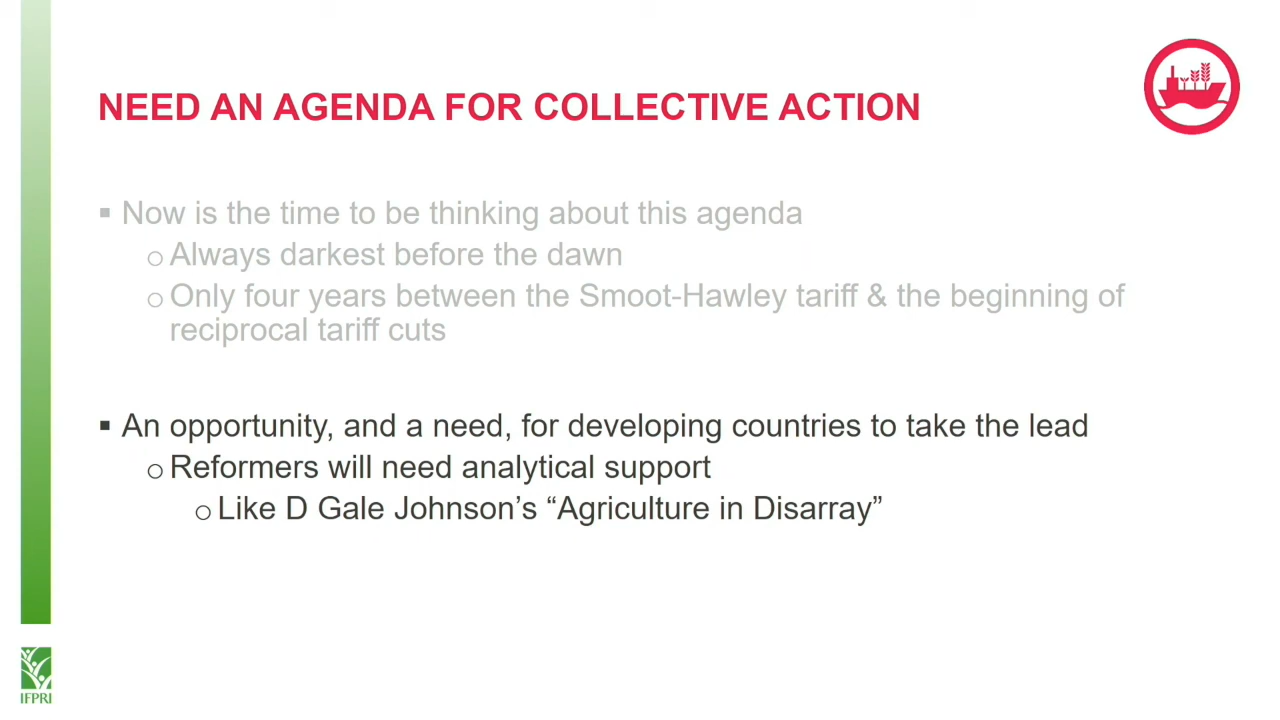 NEED AN AGENDA FOR COLLECTIVE ACTION
▪ Now is the time to be thinking about this agenda
o Always darkest before the dawn
o Only four years between the Smoot-Hawley tariff & the beginning of
reciprocal tariff cuts
▪ An opportunity, and a need, for developing countries to take the lead
o Reformers will need analytical support
o Like D Gale Johnson’s “Agriculture in Disarray”
IFPRI